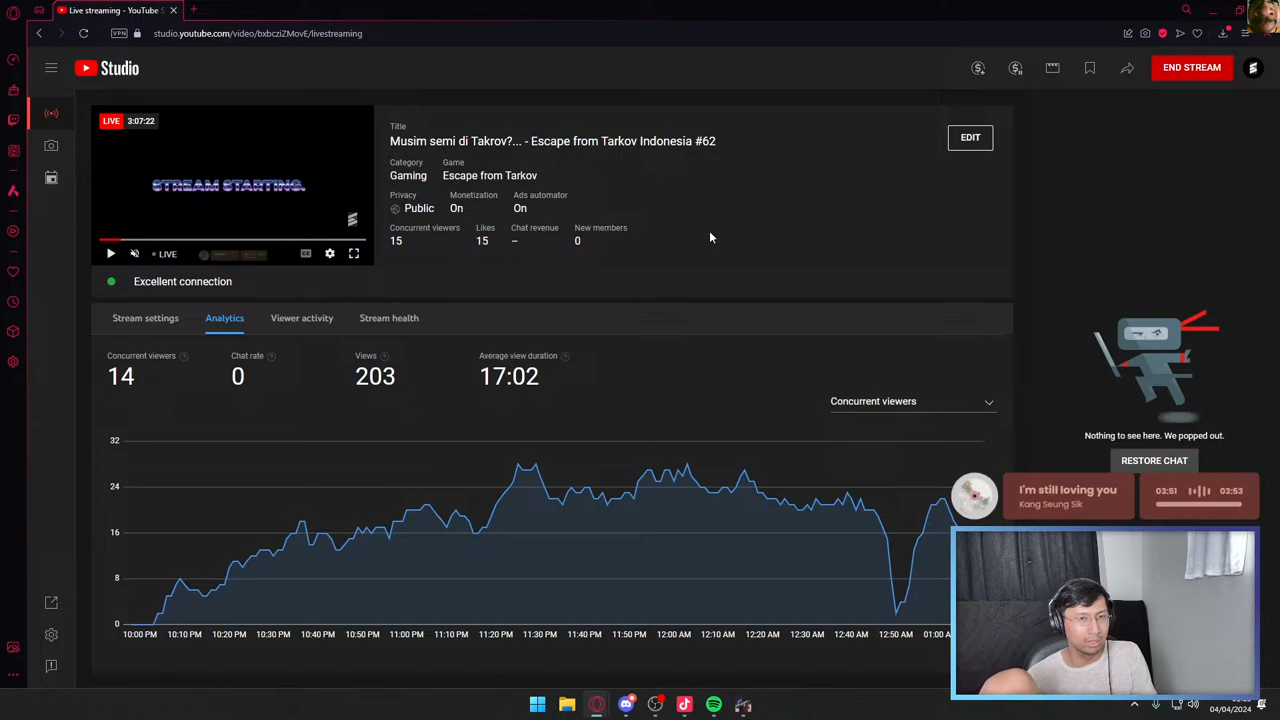 Live streaming - YouTube S
VPN
studio.youtube.com/video/bxbcziZMovE/livestreaming
Studio
END STREAM
LIVE 3:07:22
STREAM STARTING.
LIVE
Title
Musim semi di Takrov?... - Escape from Tarkov Indonesia #62
EDIT
Category Game
Gaming Escape from Tarkov
Privacy Monetization Ads automator
Public On On
Concurrent viewers Likes Chat revenue New members
15 15 – 0
Excellent connection
Stream settings Analytics Viewer activity Stream health
Concurrent viewers Chat rate Views Average view duration
14 0 203 17:02
Concurrent viewers
32
24
16
8
0
10:00 PM 10:10 PM 10:20 PM 10:30 PM 10:40 PM 10:50 PM 11:00 PM 11:10 PM 11:20 PM 11:30 PM 11:40 PM 11:50 PM 12:00 AM 12:10 AM 12:20 AM 12:30 AM 12:40 AM 12:50 AM 01:00 A
Nothing to see here. We popped out.
RESTORE CHAT
I'm still loving you
Kang Seung Sik
03:51 03:53
04/04/2024